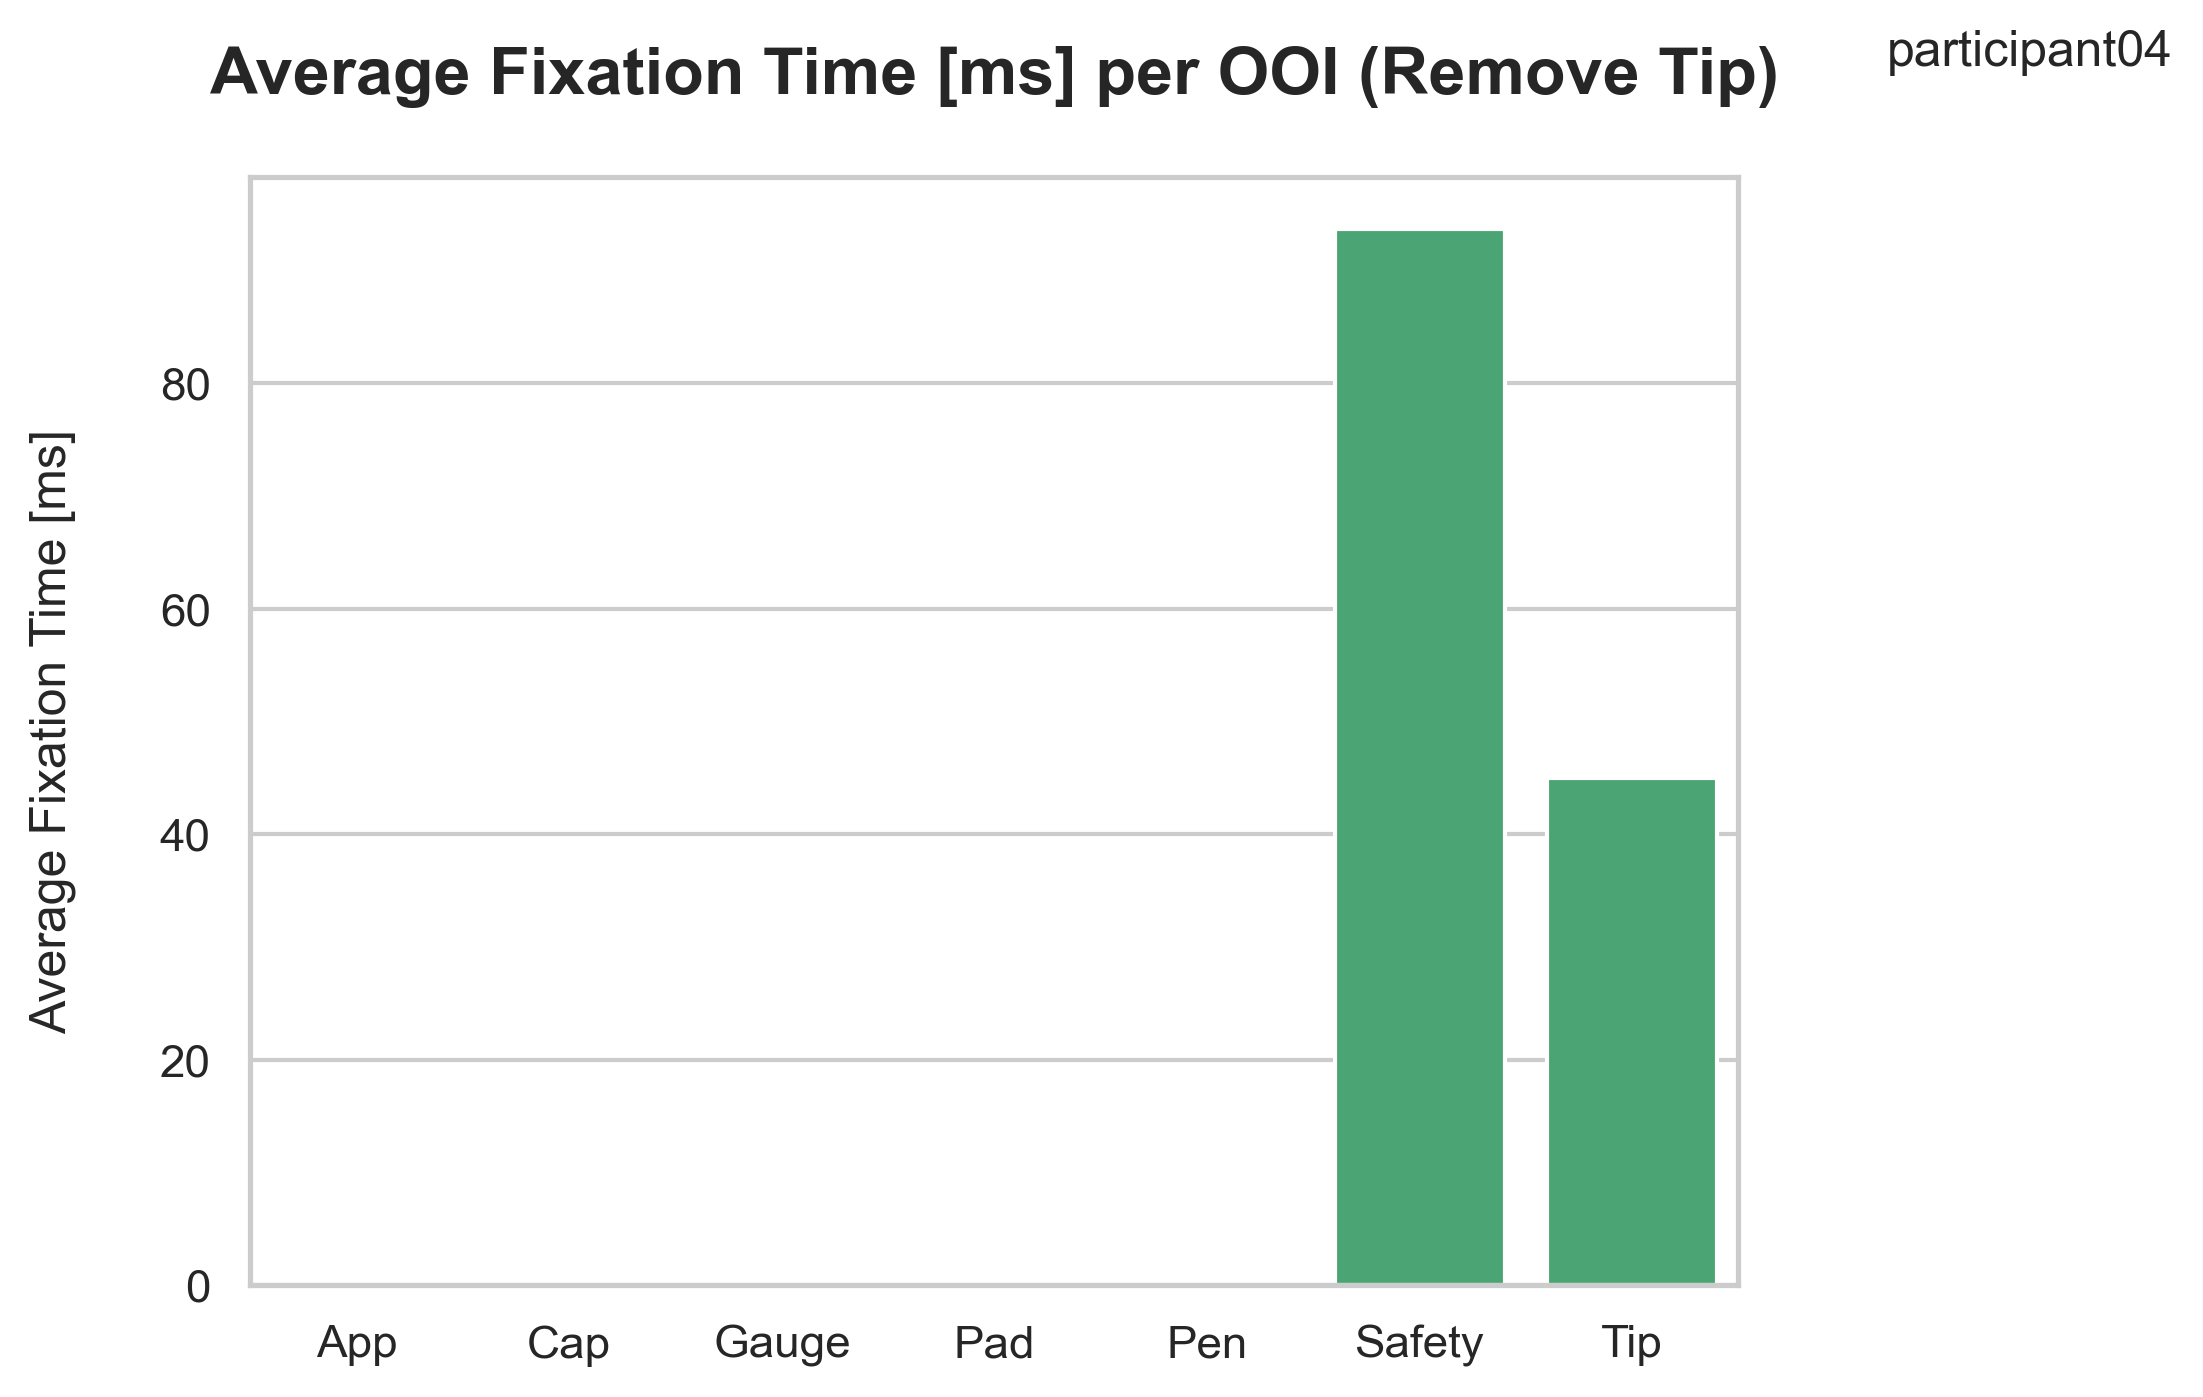 participant04
Average Fixation Time [ms] per OOI (Remove Tip)
Average Fixation Time [ms]
80
60
40
20
0
App Cap Gauge Pad Pen Safety Tip